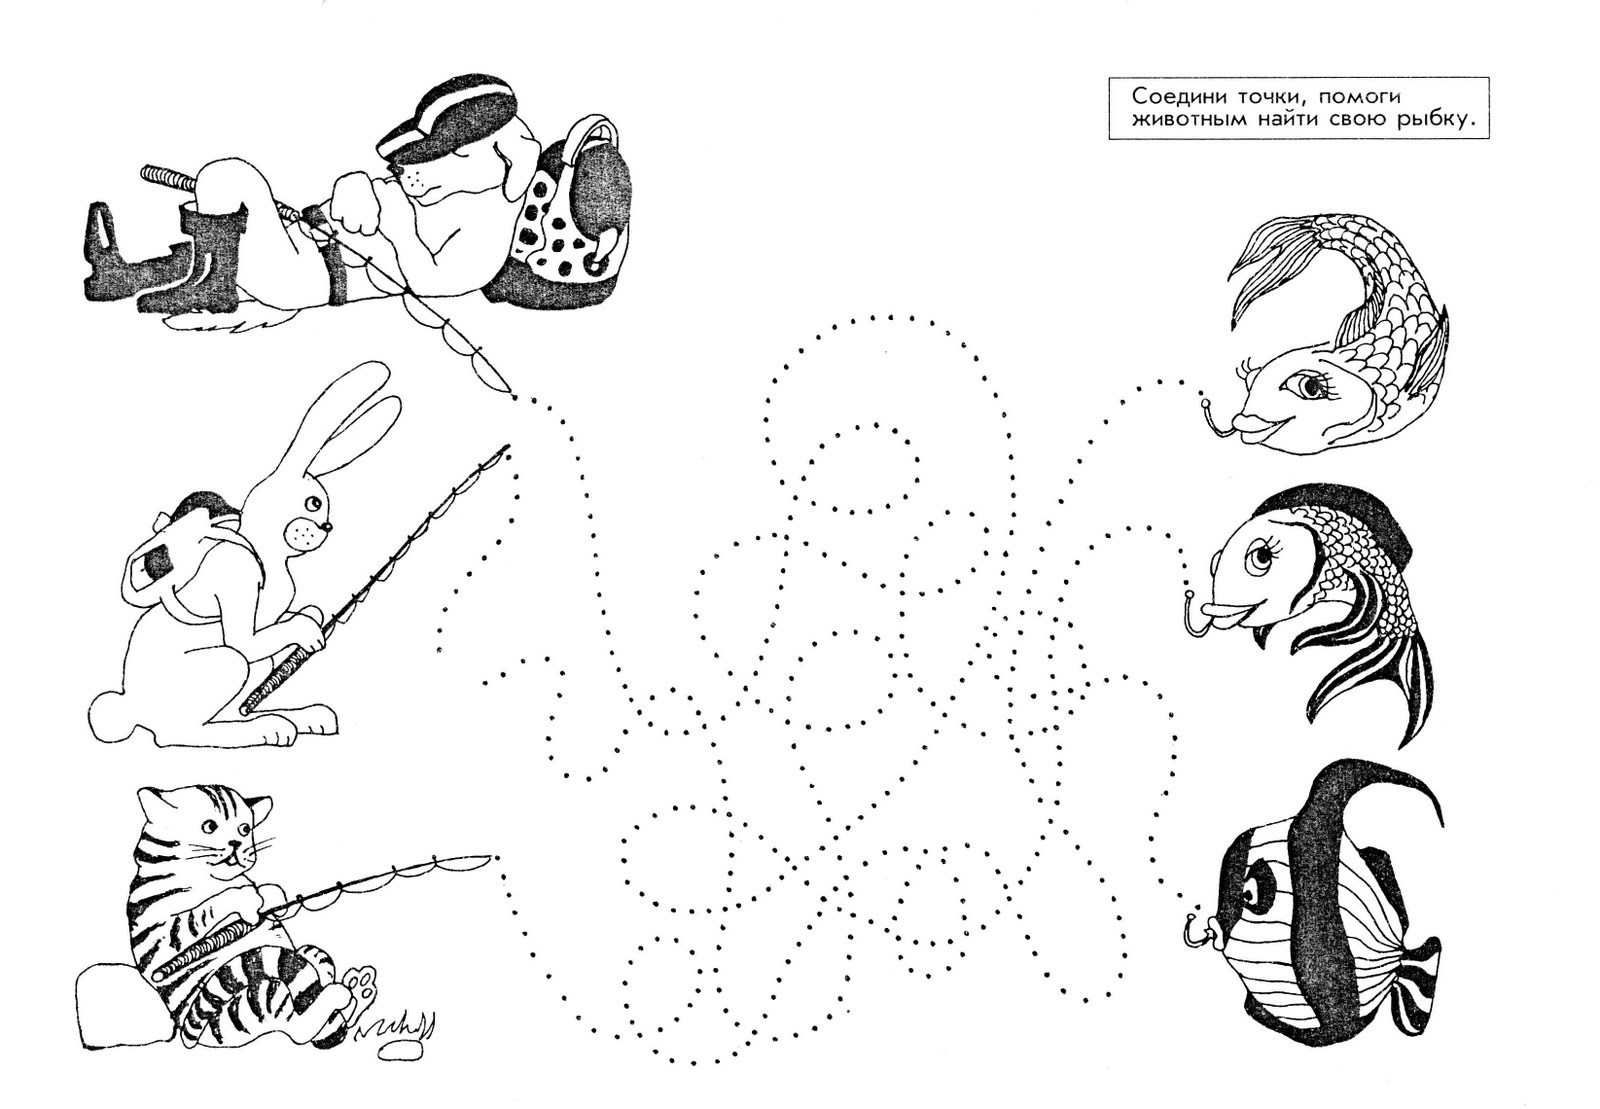 Соедини точки, помоги
животным найти свою рыбку.